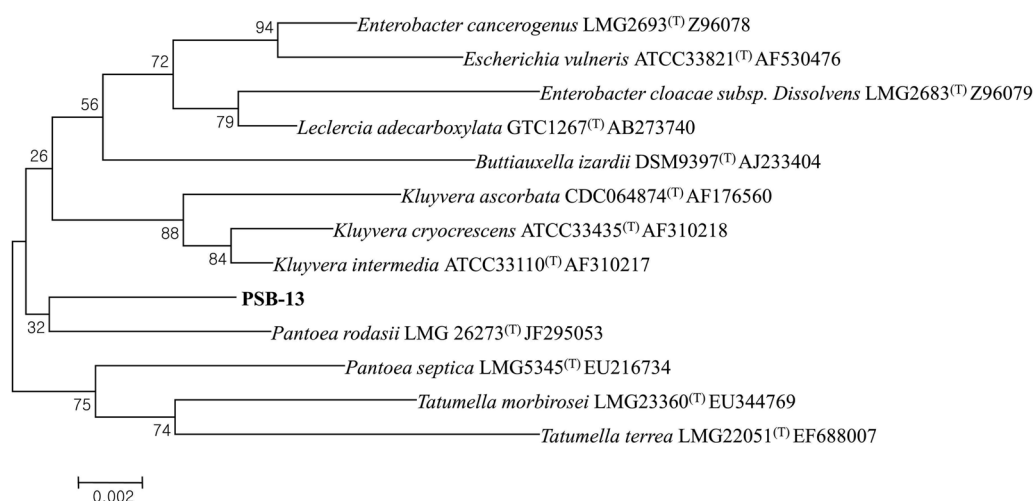 94
Enterobacter cancerogenus LMG2693(T) Z96078
Escherichia vulneris ATCC33821(T) AF530476
72
Enterobacter cloacae subsp. Dissolvens LMG2683(T) Z96079
79
Leclercia adecarboxylata GTC1267(T) AB273740
56
Buttiauxella izardii DSM9397(T) AJ233404
26
Kluyvera ascorbata CDC064874(T) AF176560
88
Kluyvera cryocrescens ATCC33435(T) AF310218
84
Kluyvera intermedia ATCC33110(T) AF310217
PSB-13
32
Pantoea rodasii LMG 26273(T) JF295053
Pantoea septica LMG5345(T) EU216734
75
Tatumella morbirosei LMG23360(T) EU344769
74
Tatumella terrea LMG22051(T) EF688007
0.002